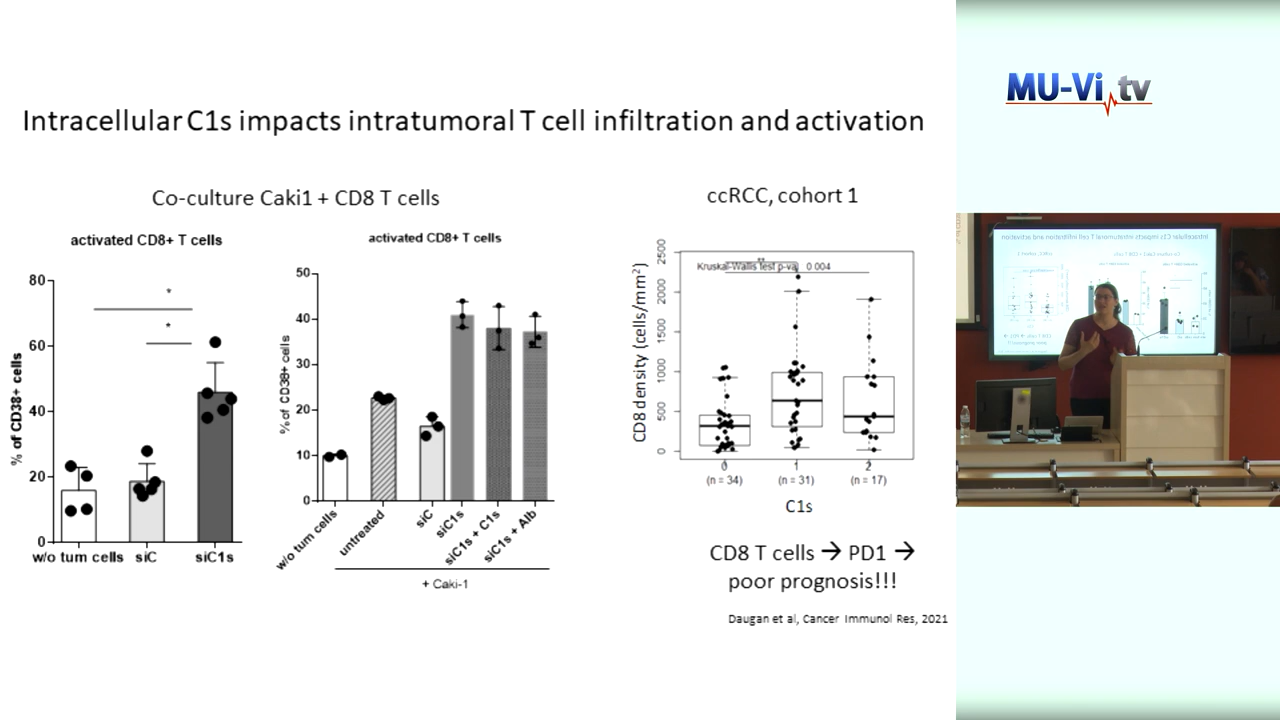 Intracellular C1s impacts intratumoral T cell infiltration and activation
MU-Vi.tv
Co-culture Caki1 + CD8 T cells
activated CD8+ T cells
% of CD38+ cells
80
60
40
20
0
*
*
w/o tum cells siC siC1s
activated CD8+ T cells
% of CD38+ cells
50
40
30
20
10
0
w/o tum cells
untreated
siC
siC1s
siC1s + C1s
siC1s + Alb
+ Caki-1
ccRCC, cohort 1
CD8 density (cells/mm²)
2500
2000
1500
1000
500
0
**
Kruskal-Wallis test p-val 0.004
0 1 2
(n = 34) (n = 31) (n = 17)
C1s
CD8 T cells → PD1 →
poor prognosis!!!
Daugan et al, Cancer Immunol Res, 2021